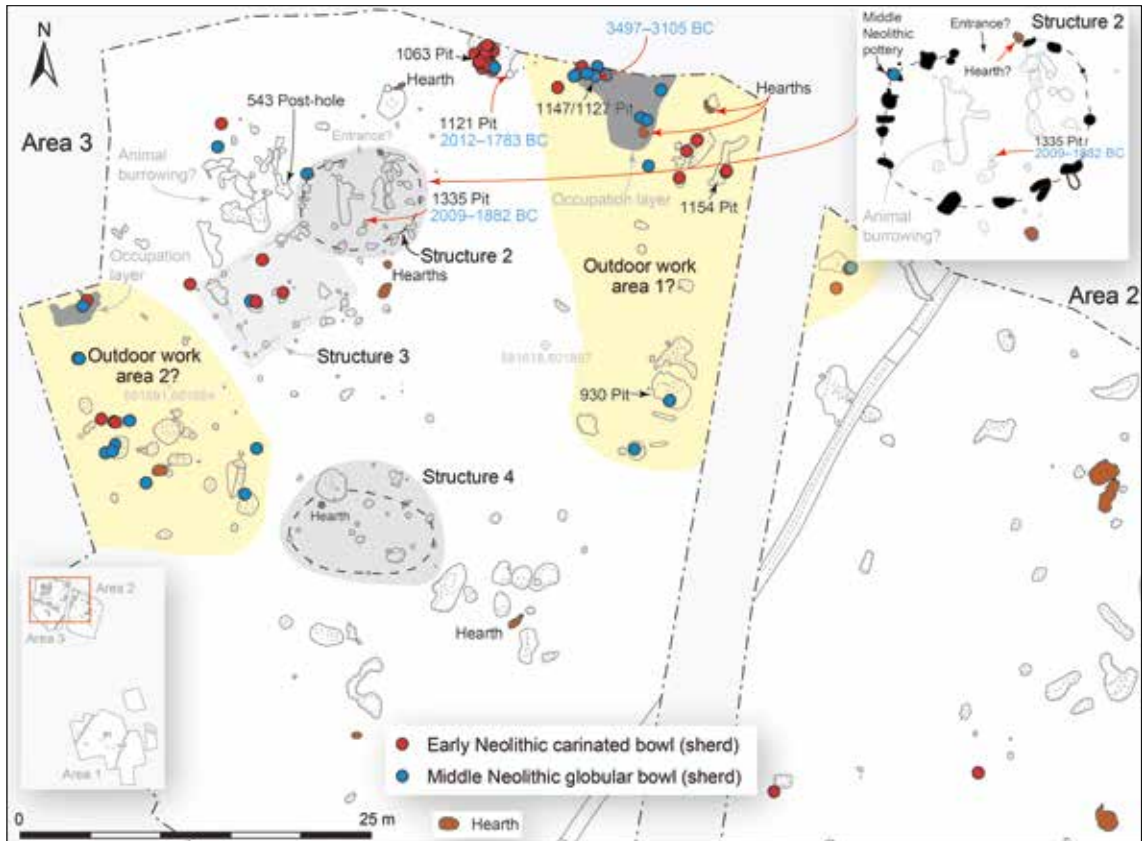 N
Area 3
1063 Pit
Hearth
3497–3105 BC
1147/1127 Pit
Hearths
543 Post-hole
1121 Pit
2012–1783 BC
Entrance?
Animal
burrowing?
1335 Pit
2009–1882 BC
Structure 2
Hearths
Occupation layer
1154 Pit
Outdoor work
area 1?
Occupation
layer
Structure 3
Outdoor work
area 2?
930 Pit
Structure 4
Hearth
Hearth
Middle
Neolithic
pottery
Entrance?
Structure 2
Hearth?
1335 Pit/
2009–1882 BC
Animal
burrowing?
Area 2
Area 2
Area 3
Area 1
Early Neolithic carinated bowl (sherd)
Middle Neolithic globular bowl (sherd)
Hearth
0
25 m